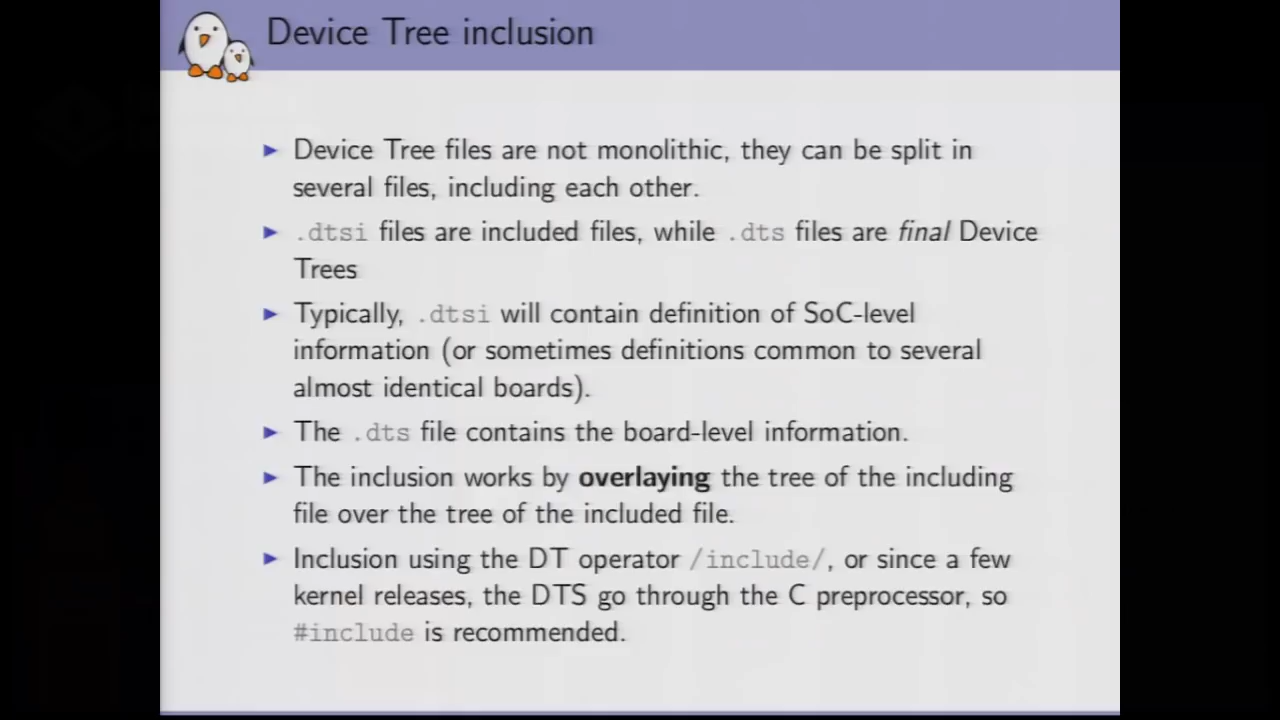 Device Tree inclusion
Device Tree files are not monolithic, they can be split in
several files, including each other.
.dtsi files are included files, while .dts files are final Device
Trees
Typically, .dtsi will contain definition of SoC-level
information (or sometimes definitions common to several
almost identical boards).
The .dts file contains the board-level information.
The inclusion works by overlaying the tree of the including
file over the tree of the included file.
Inclusion using the DT operator /include/, or since a few
kernel releases, the DTS go through the C preprocessor, so
#include is recommended.